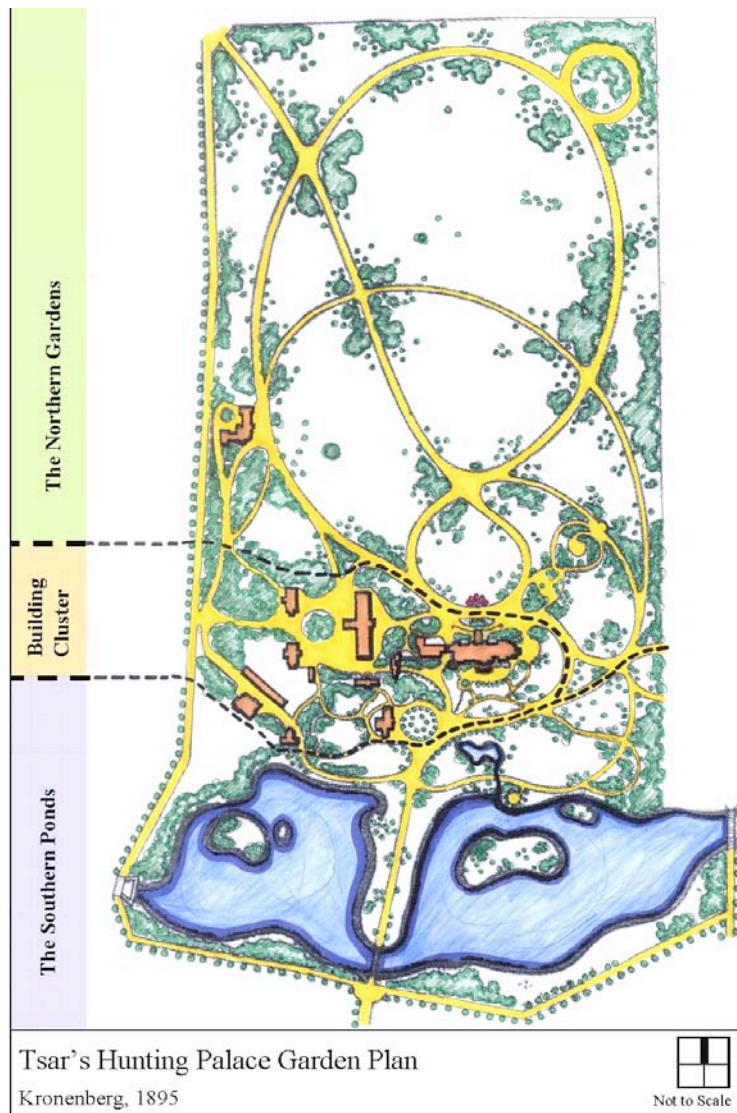 The Northern Gardens
Building
Cluster
The Southern Ponds
Tsar's Hunting Palace Garden Plan
Kronenberg, 1895
Not to Scale